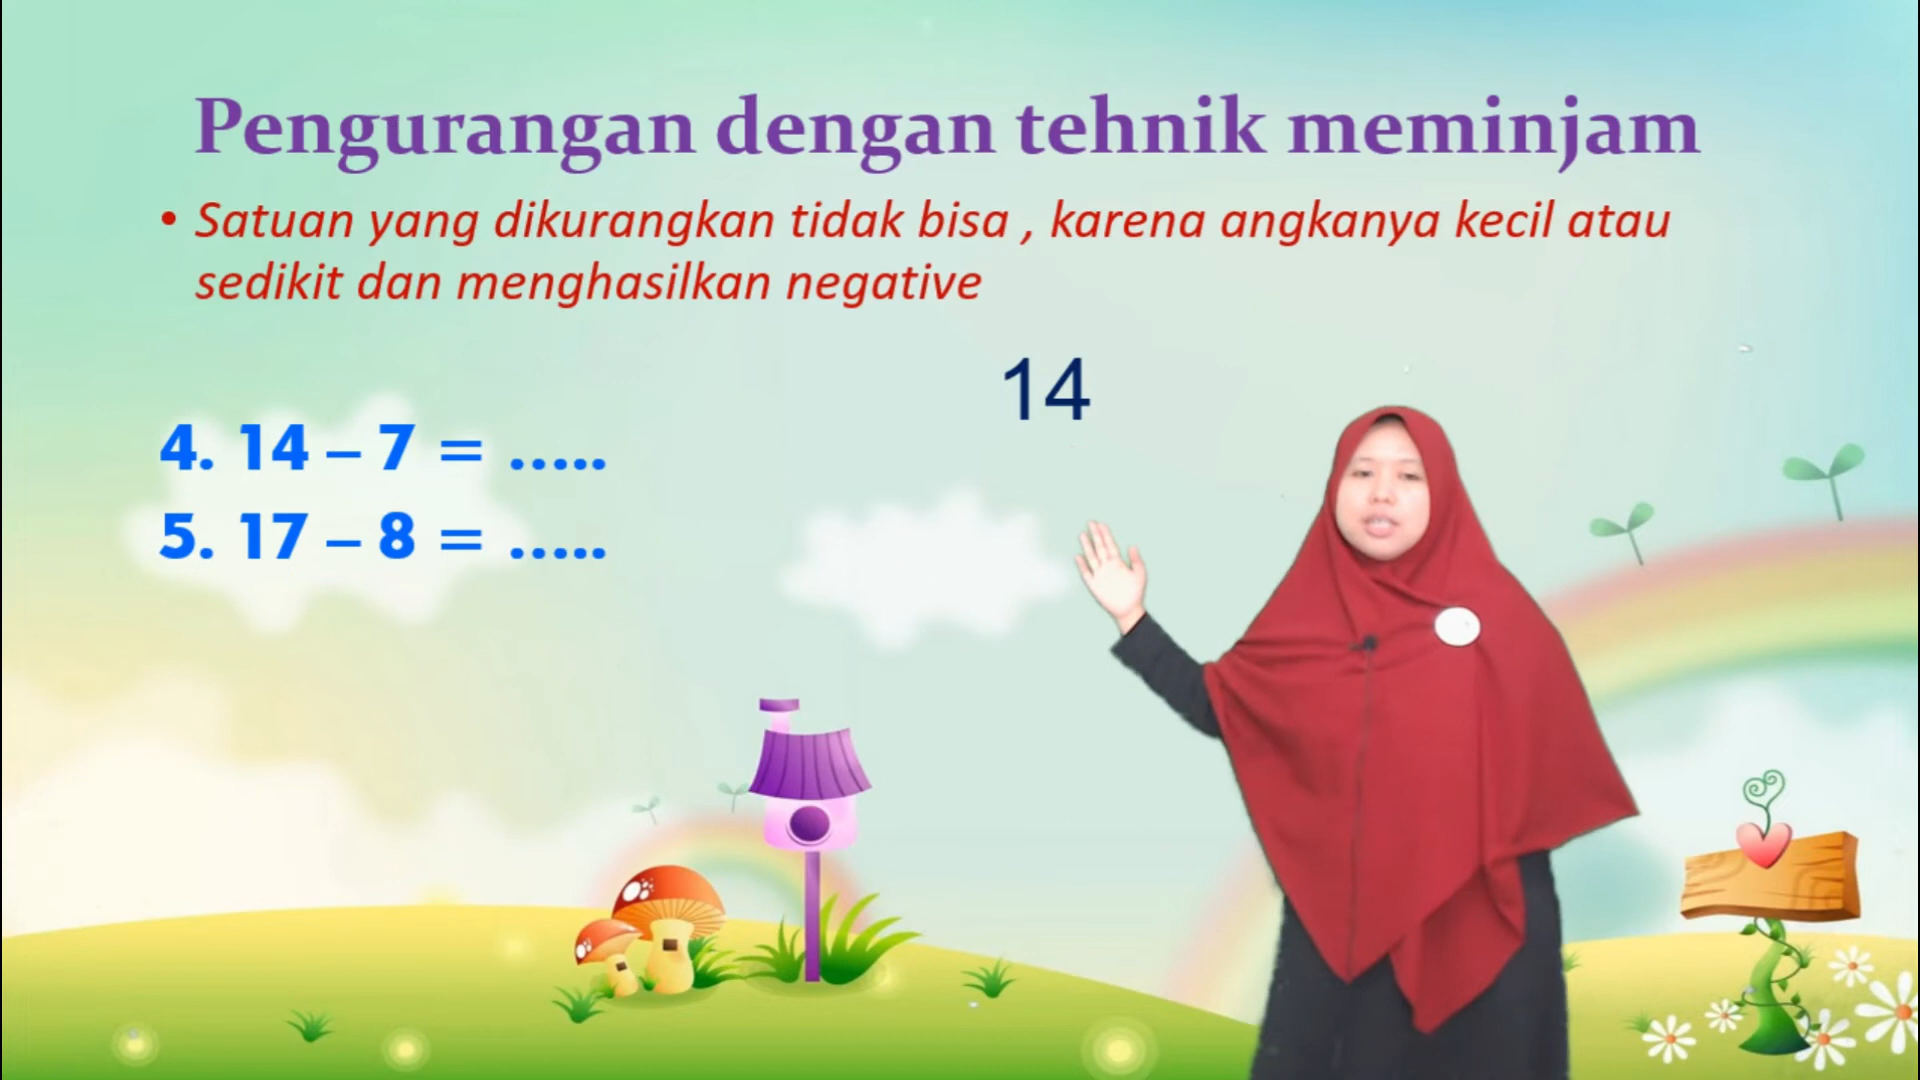 Pengurangan dengan tehnik meminjam
• Satuan yang dikurangkan tidak bisa , karena angkanya kecil atau
sedikit dan menghasilkan negative
14
4. 14 – 7 = .....
5. 17 – 8 = .....